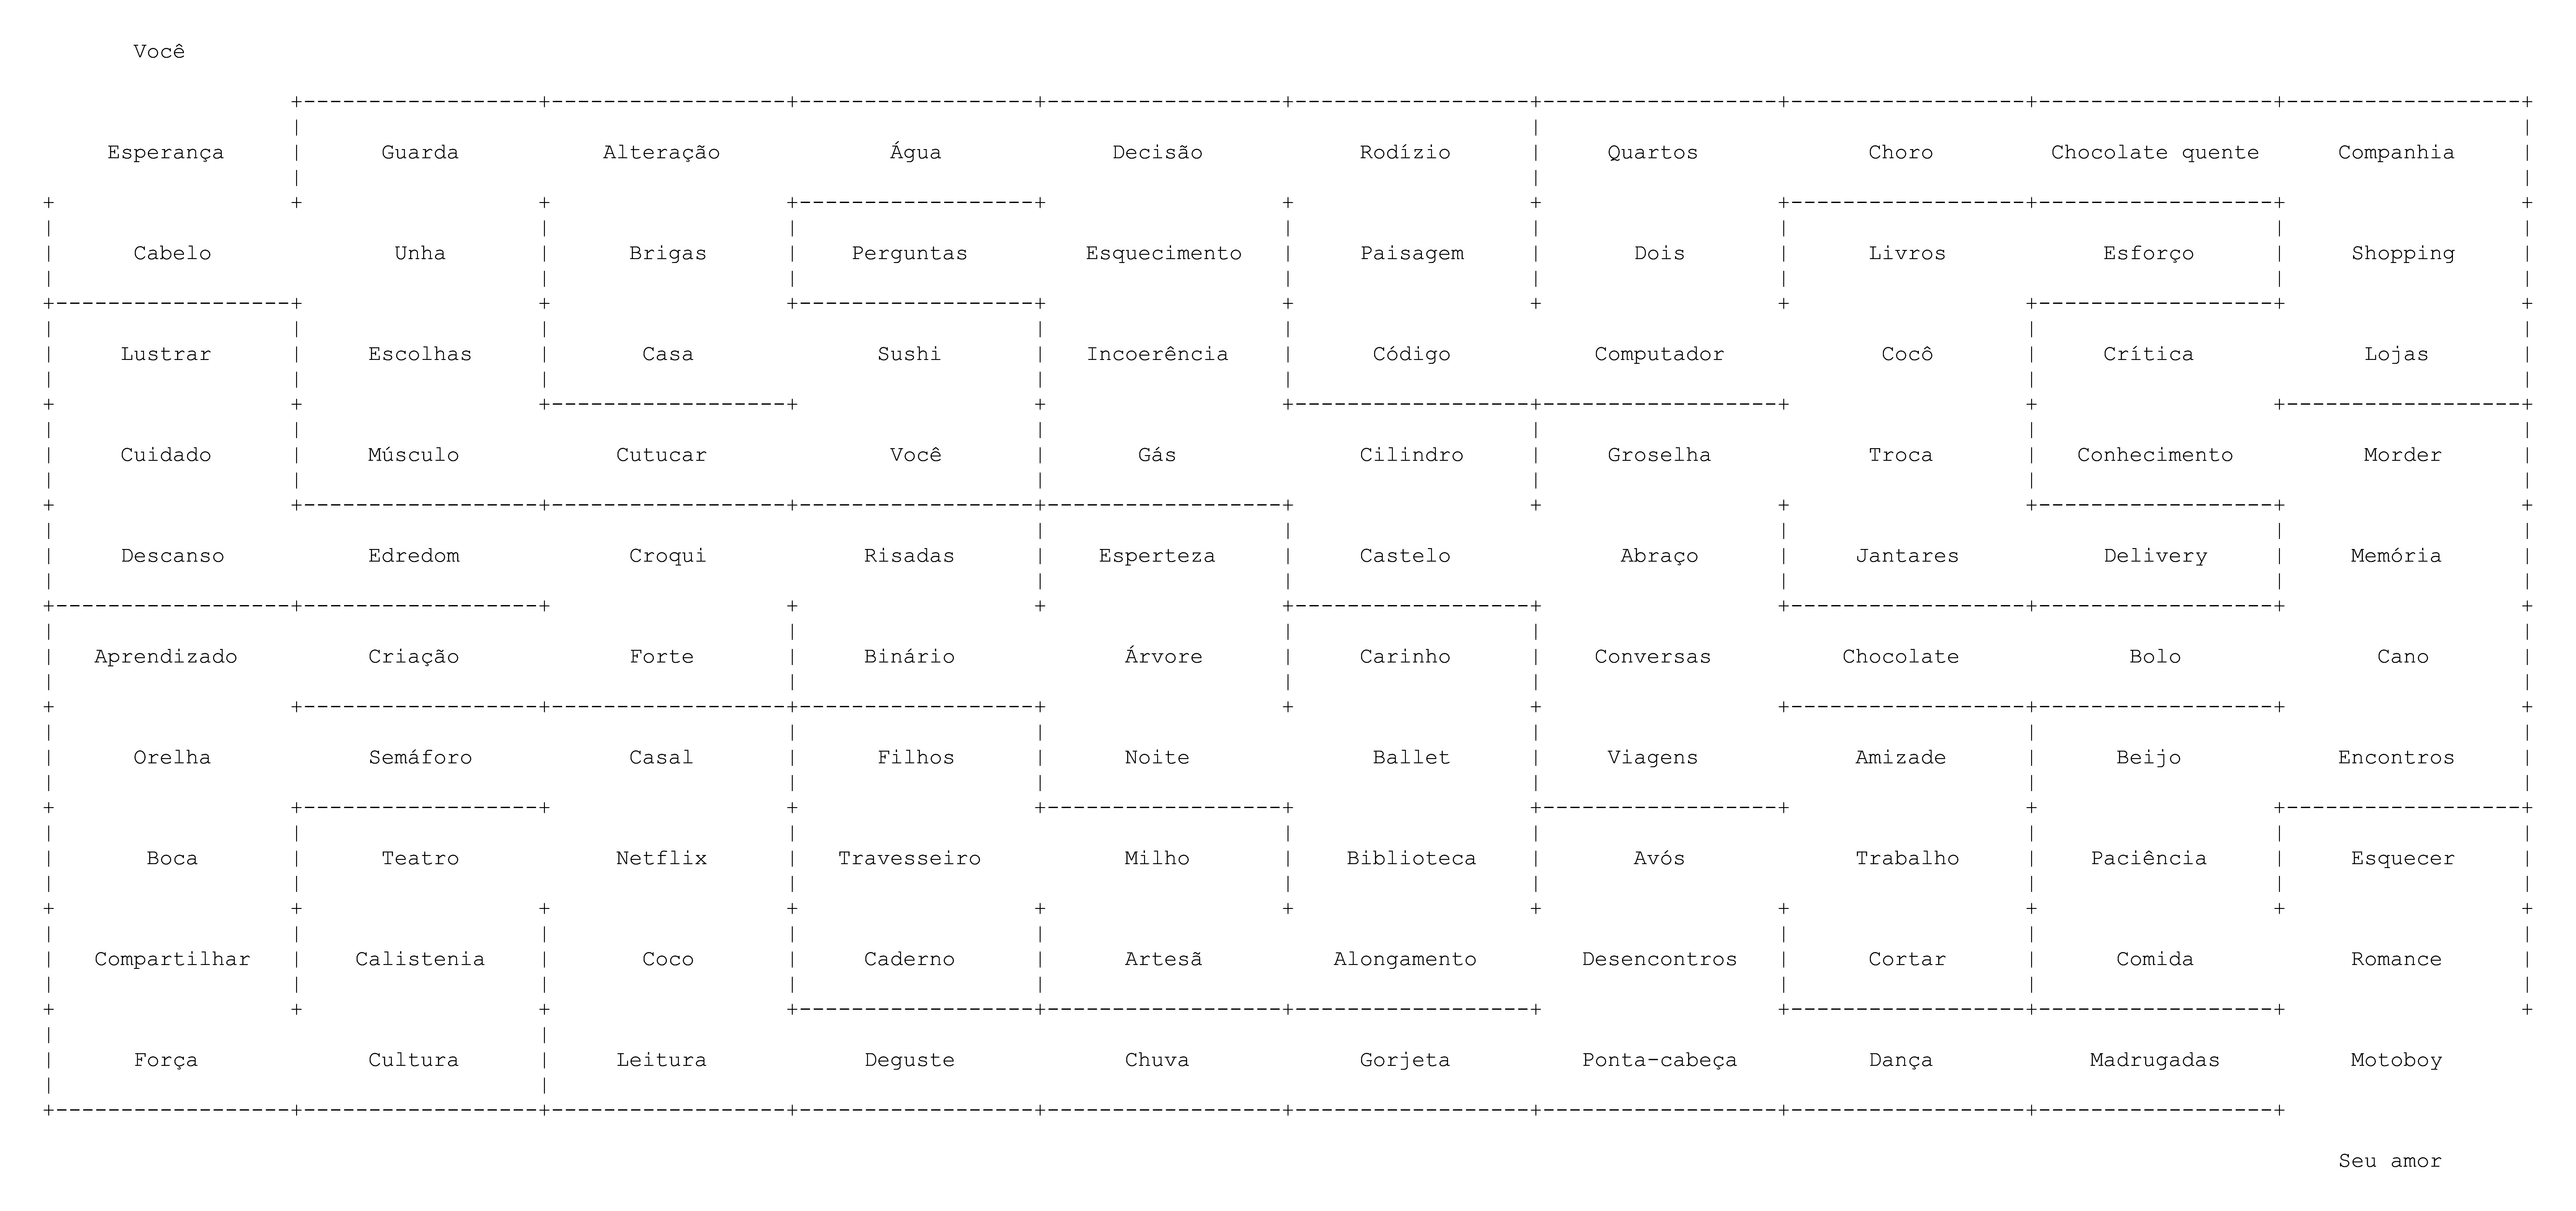 Você
Esperança Guarda Alteração Água Decisão Rodízio Quartos Choro Chocolate quente Companhia
Cabelo Unha Brigas Perguntas Esquecimento Paisagem Dois Livros Esforço Shopping
Lustrar Escolhas Casa Sushi Incoerência Código Computador Cocô Crítica Lojas
Cuidado Músculo Cutucar Você Gás Cilindro Groselha Troca Conhecimento Morder
Descanso Edredom Croqui Risadas Esperteza Castelo Abraço Jantares Delivery Memória
Aprendizado Criação Forte Binário Árvore Carinho Conversas Chocolate Bolo Cano
Orelha Semáforo Casal Filhos Noite Ballet Viagens Amizade Beijo Encontros
Boca Teatro Netflix Travesseiro Milho Biblioteca Avós Trabalho Paciência Esquecer
Compartilhar Calistenia Coco Caderno Artesã Alongamento Desencontros Cortar Comida Romance
Força Cultura Leitura Deguste Chuva Gorjeta Ponta-cabeça Dança Madrugadas Motoboy
Seu amor